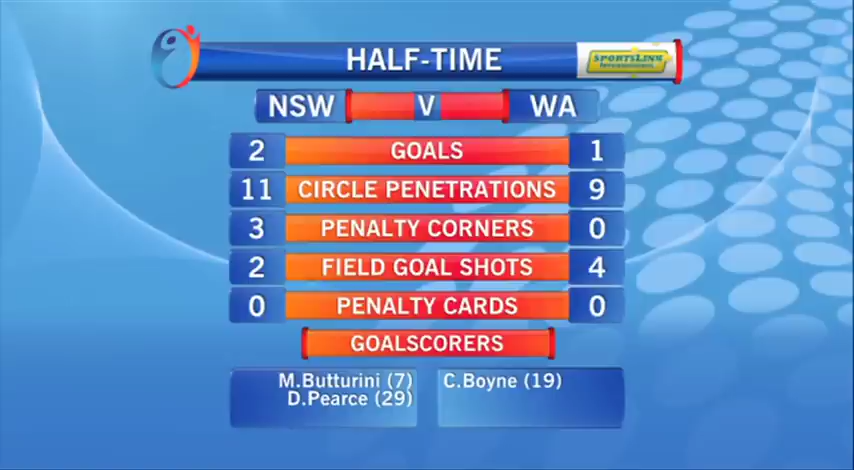 HALF-TIME
SPORTSLINK
INTERNATIONAL
NSW V WA
2 GOALS 1
11 CIRCLE PENETRATIONS 9
3 PENALTY CORNERS 0
2 FIELD GOAL SHOTS 4
0 PENALTY CARDS 0
GOALSCORERS
M.Butturini (7) C.Boyne (19)
D.Pearce (29)